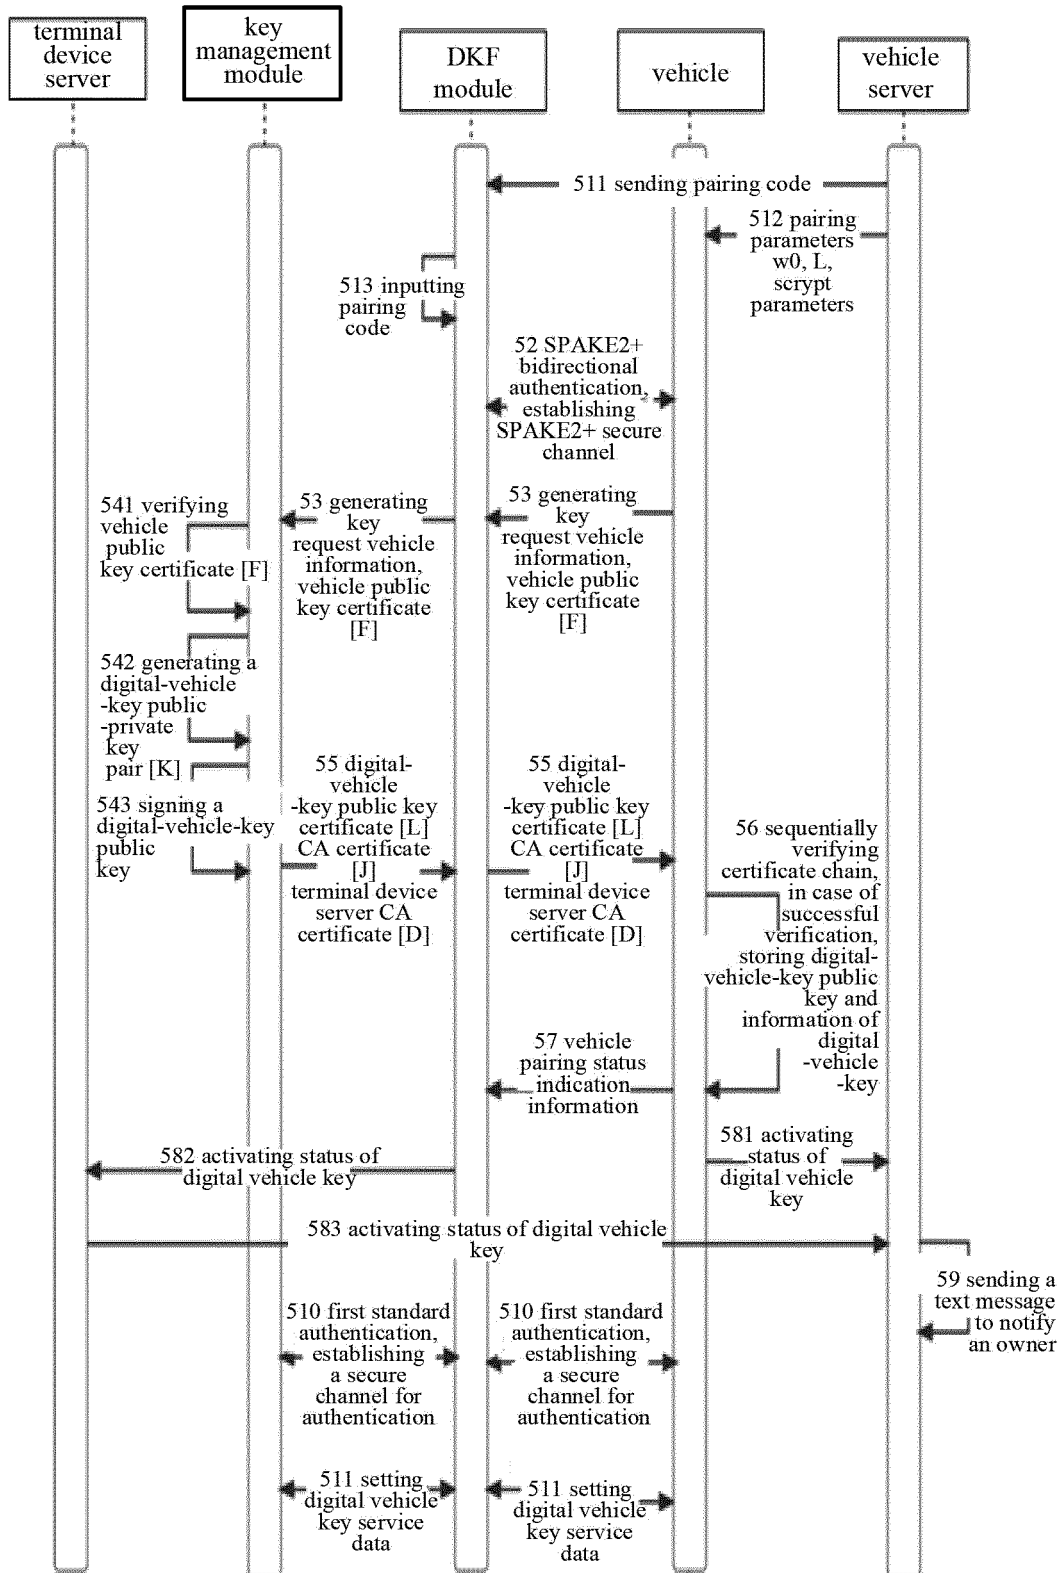 terminal
device
server
key
management
module
DKF
module
vehicle
vehicle
server
511 sending pairing code
512 pairing
parameters
w0, L,
scrypt
parameters
513 inputting
pairing
code
52 SPAKE2+
bidirectional
authentication,
establishing
SPAKE2+ secure
channel
541 verifying
vehicle
public
key certificate [F]
53 generating
key
request vehicle
information,
vehicle public
key certificate
[F]
53 generating
key
request vehicle
information,
vehicle public
key certificate
[F]
542 generating a
digital-vehicle
-key public
-private
key
pair [K]
543 signing a
digital-vehicle-key
public
key
55 digital-
vehicle
-key public key
certificate [L]
CA certificate
[J]
terminal device
server CA
certificate [D]
55 digital-
vehicle
-key public key
certificate [L]
CA certificate
[J]
terminal device
server CA
certificate [D]
56 sequentially
verifying
certificate chain,
in case of
successful
verification,
storing digital-
vehicle-key public
key and
information of
digital
-vehicle
-key
57 vehicle
pairing status
indication
information
581 activating
status of
digital vehicle
key
582 activating status of
digital vehicle key
583 activating status of digital vehicle
key
59 sending a
text message
to notify
an owner
510 first standard
authentication,
establishing
a secure
channel for
authentication
510 first standard
authentication,
establishing
a secure
channel for
authentication
511 setting
digital vehicle
key service
data
511 setting
digital vehicle
key service
data